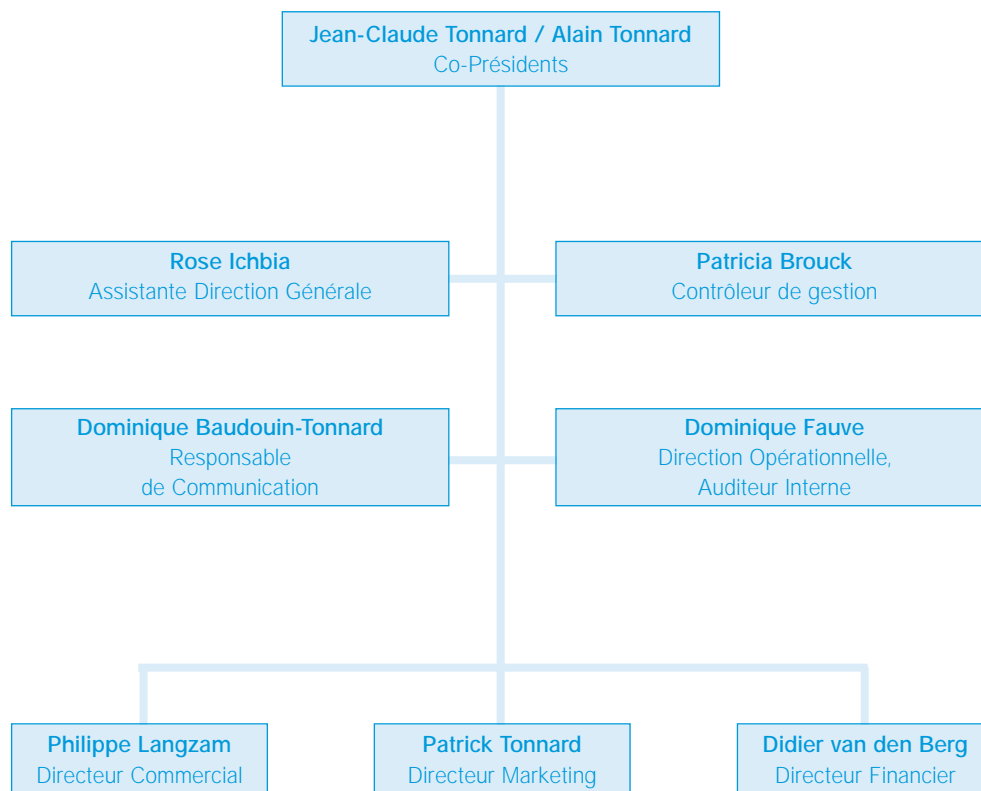 Jean-Claude Tonnard / Alain Tonnard
Co-Présidents
Rose Ichbia
Assistante Direction Générale
Patricia Brouck
Contrôleur de gestion
Dominique Baudouin-Tonnard
Responsable
de Communication
Dominique Fauve
Direction Opérationnelle,
Auditeur Interne
Philippe Langzam
Directeur Commercial
Patrick Tonnard
Directeur Marketing
Didier van den Berg
Directeur Financier